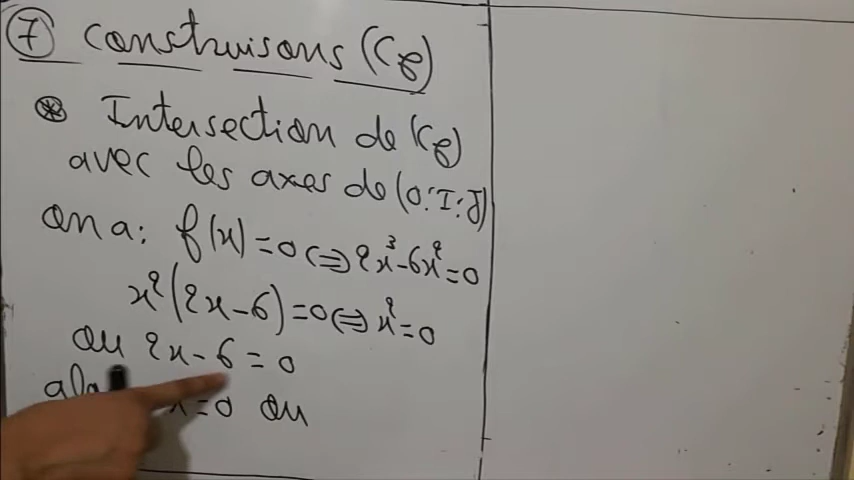 ⑦ Construisons (Cf)
⊛ Intersection de (Cf)
avec les axes de (O;I;J)
On a: f(x)=0 ⇔ 2x³-6x²=0
x²(2x-6)=0 ⇔ x²=0
ou 2x-6=0
x=0 ou